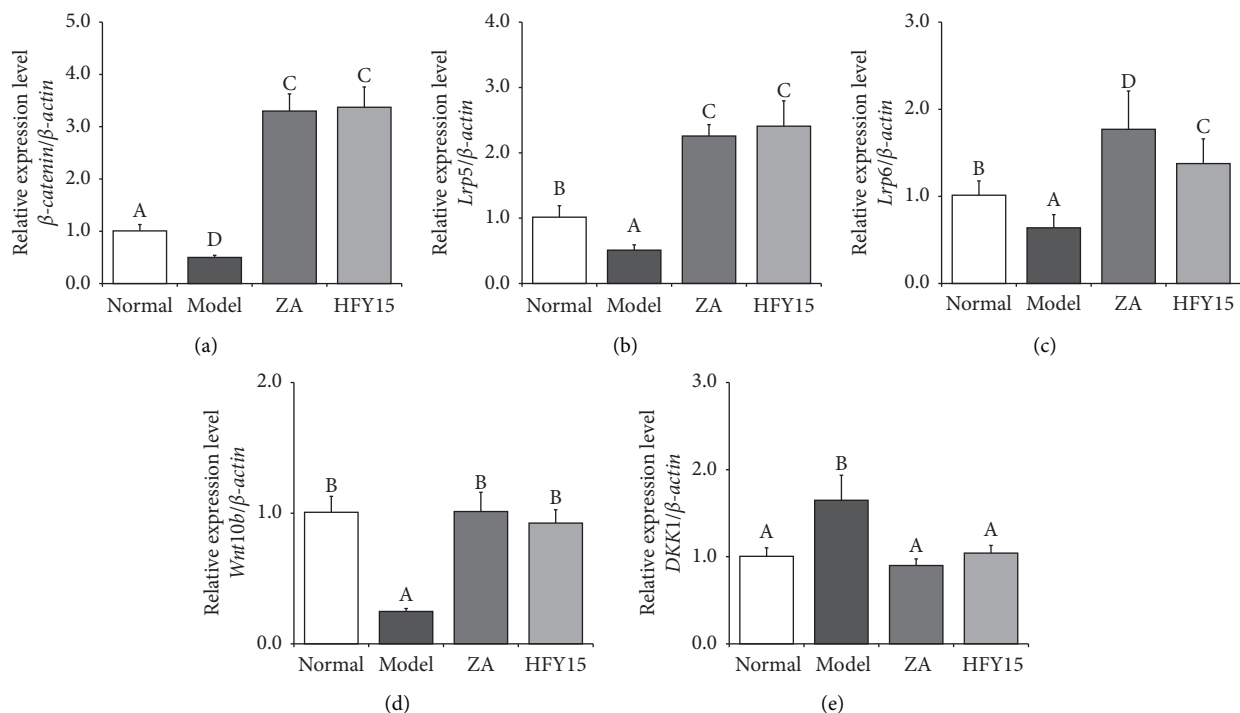 Relative expression level
β-catenin/β-actin
5.0
4.0
3.0
2.0
1.0
0.0
A
D
C
C
Normal Model ZA HFY15
(a)
Relative expression level
Lrp5/β-actin
4.0
3.0
2.0
1.0
0.0
B
A
C
C
Normal Model ZA HFY15
(b)
Relative expression level
Lrp6/β-actin
3.0
2.0
1.0
0.0
B
A
D
C
Normal Model ZA HFY15
(c)
Relative expression level
Wnt10b/β-actin
2.0
1.0
0.0
B
A
B
B
Normal Model ZA HFY15
(d)
Relative expression level
DKK1/β-actin
3.0
2.0
1.0
0.0
A
B
A
A
Normal Model ZA HFY15
(e)